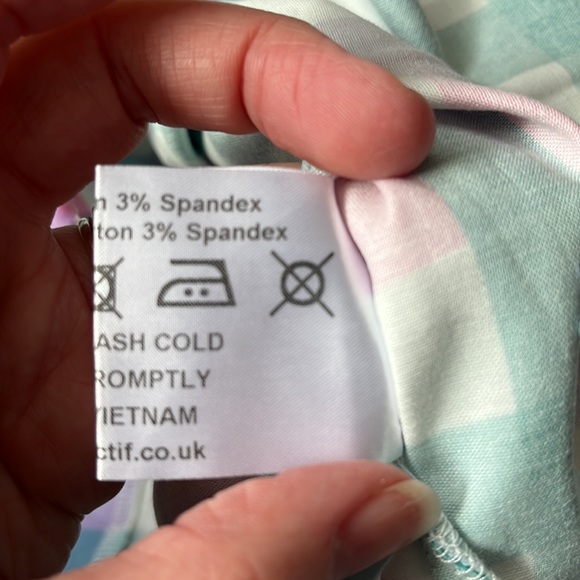 n 3% Spandex
ton 3% Spandex
ASH COLD
ROMPTLY
VIETNAM
ctif.co.uk